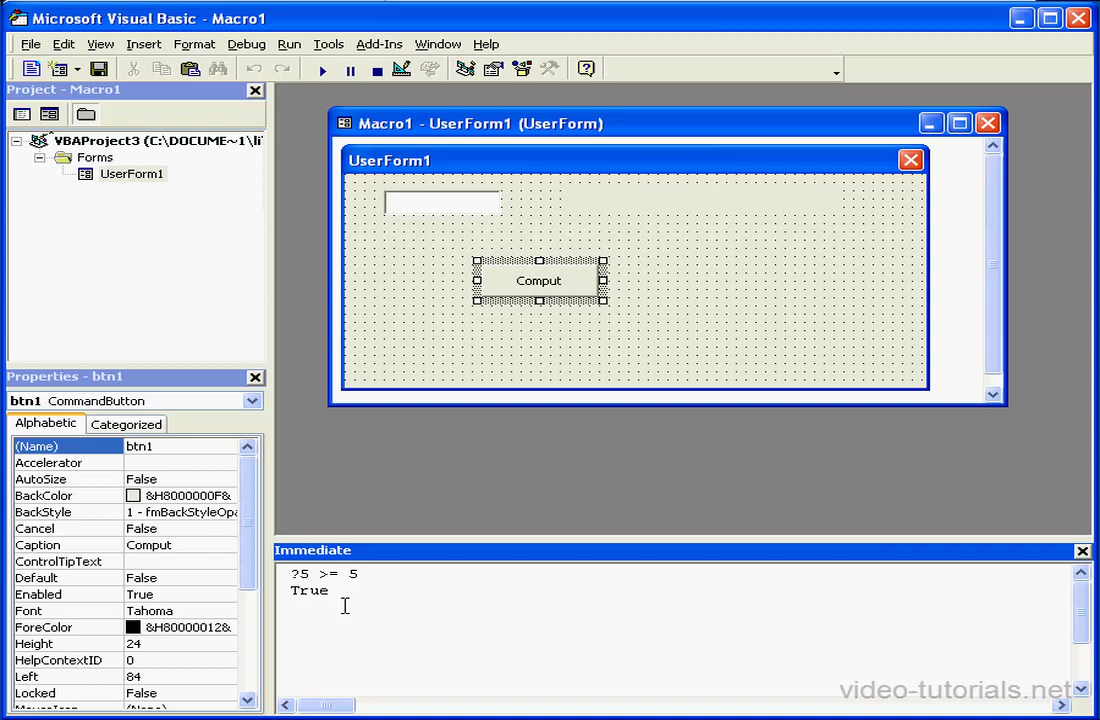 Microsoft Visual Basic - Macro1
File Edit View Insert Format Debug Run Tools Add-Ins Window Help
Project - Macro1
VBAProject3 (C:\DOCUME~1\li
Forms
UserForm1
Macro1 - UserForm1 (UserForm)
UserForm1
Comput
Properties - btn1
btn1 CommandButton
Alphabetic Categorized
(Name) btn1
Accelerator
AutoSize False
BackColor &H8000000F&
BackStyle 1 - fmBackStyleOpa
Cancel False
Caption Comput
ControlTipText
Default False
Enabled True
Font Tahoma
ForeColor &H80000012&
Height 24
HelpContextID 0
Left 84
Locked False
MouseIcon (None)
Immediate
?5 >= 5
True
video-tutorials.net